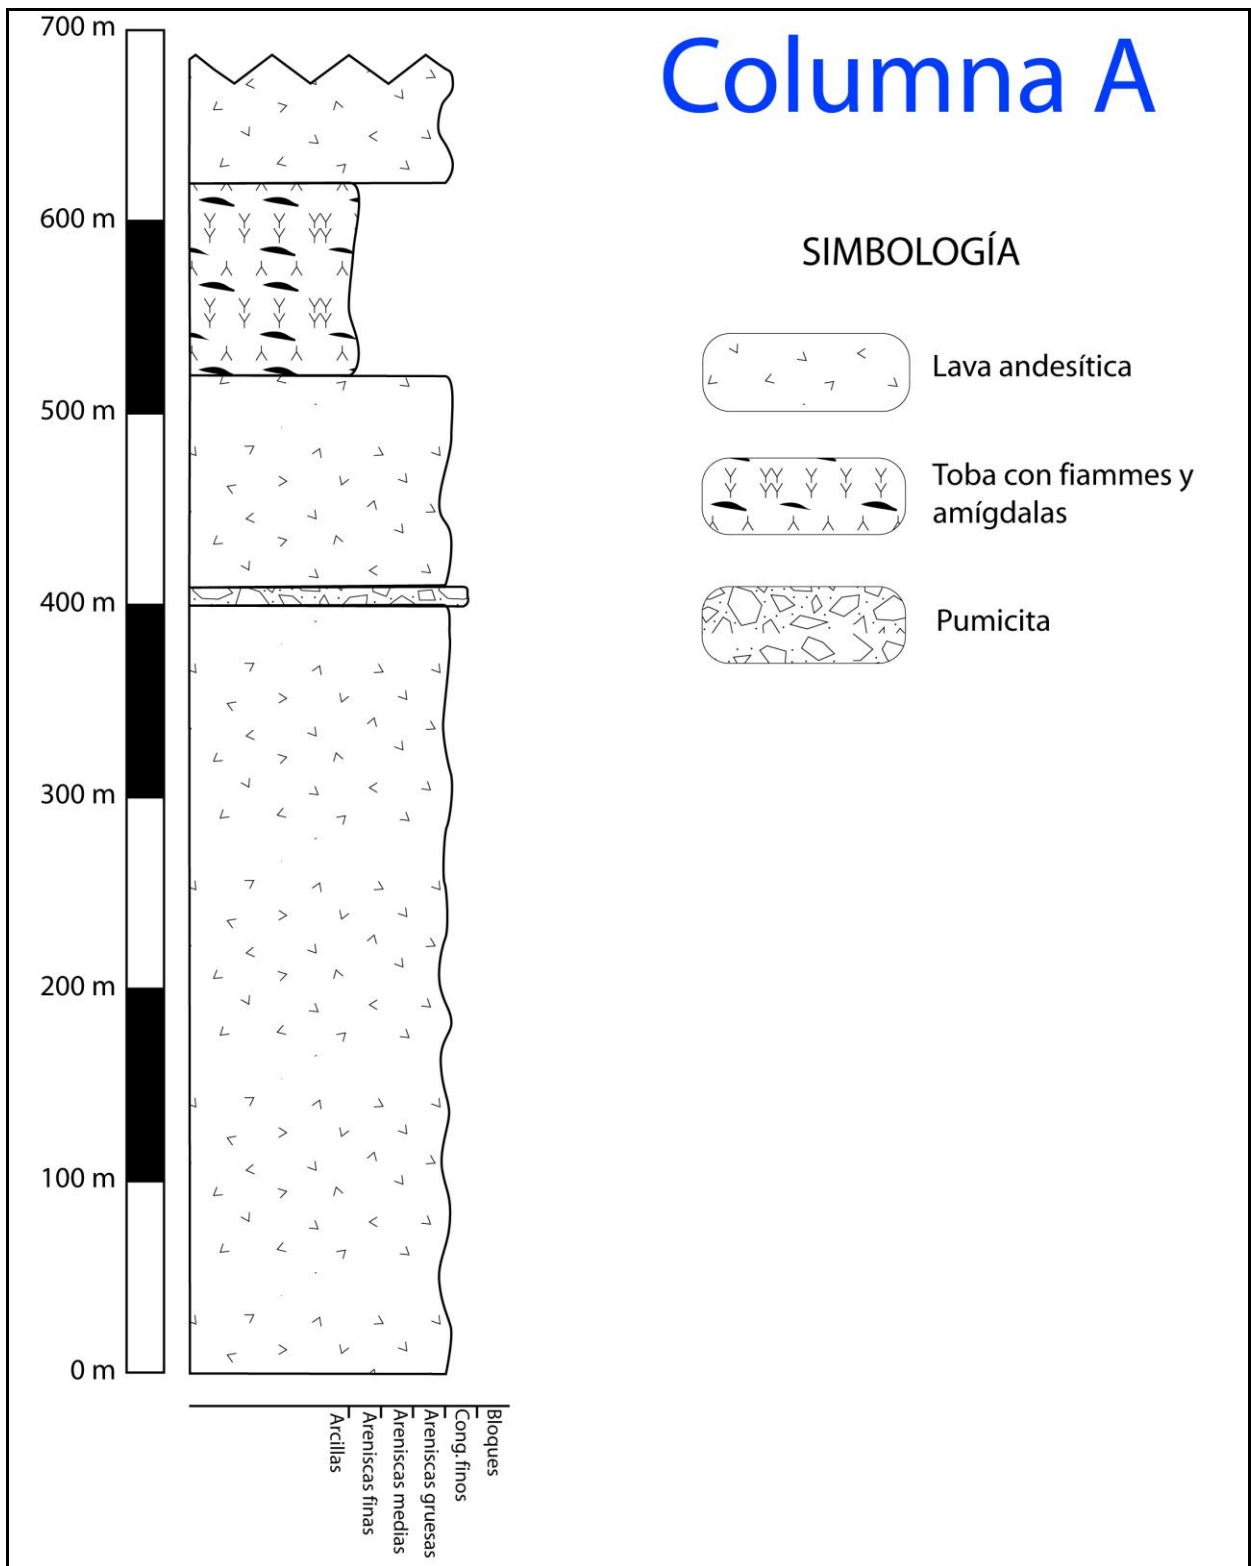 Columna A
700 m
600 m
500 m
400 m
300 m
200 m
100 m
0 m
SIMBOLOGÍA
Lava andesítica
Toba con fiammes y
amígdalas
Pumicita
Arcillas
Areniscas finas
Areniscas medias
Areniscas gruesas
Cong. finos
Bloques